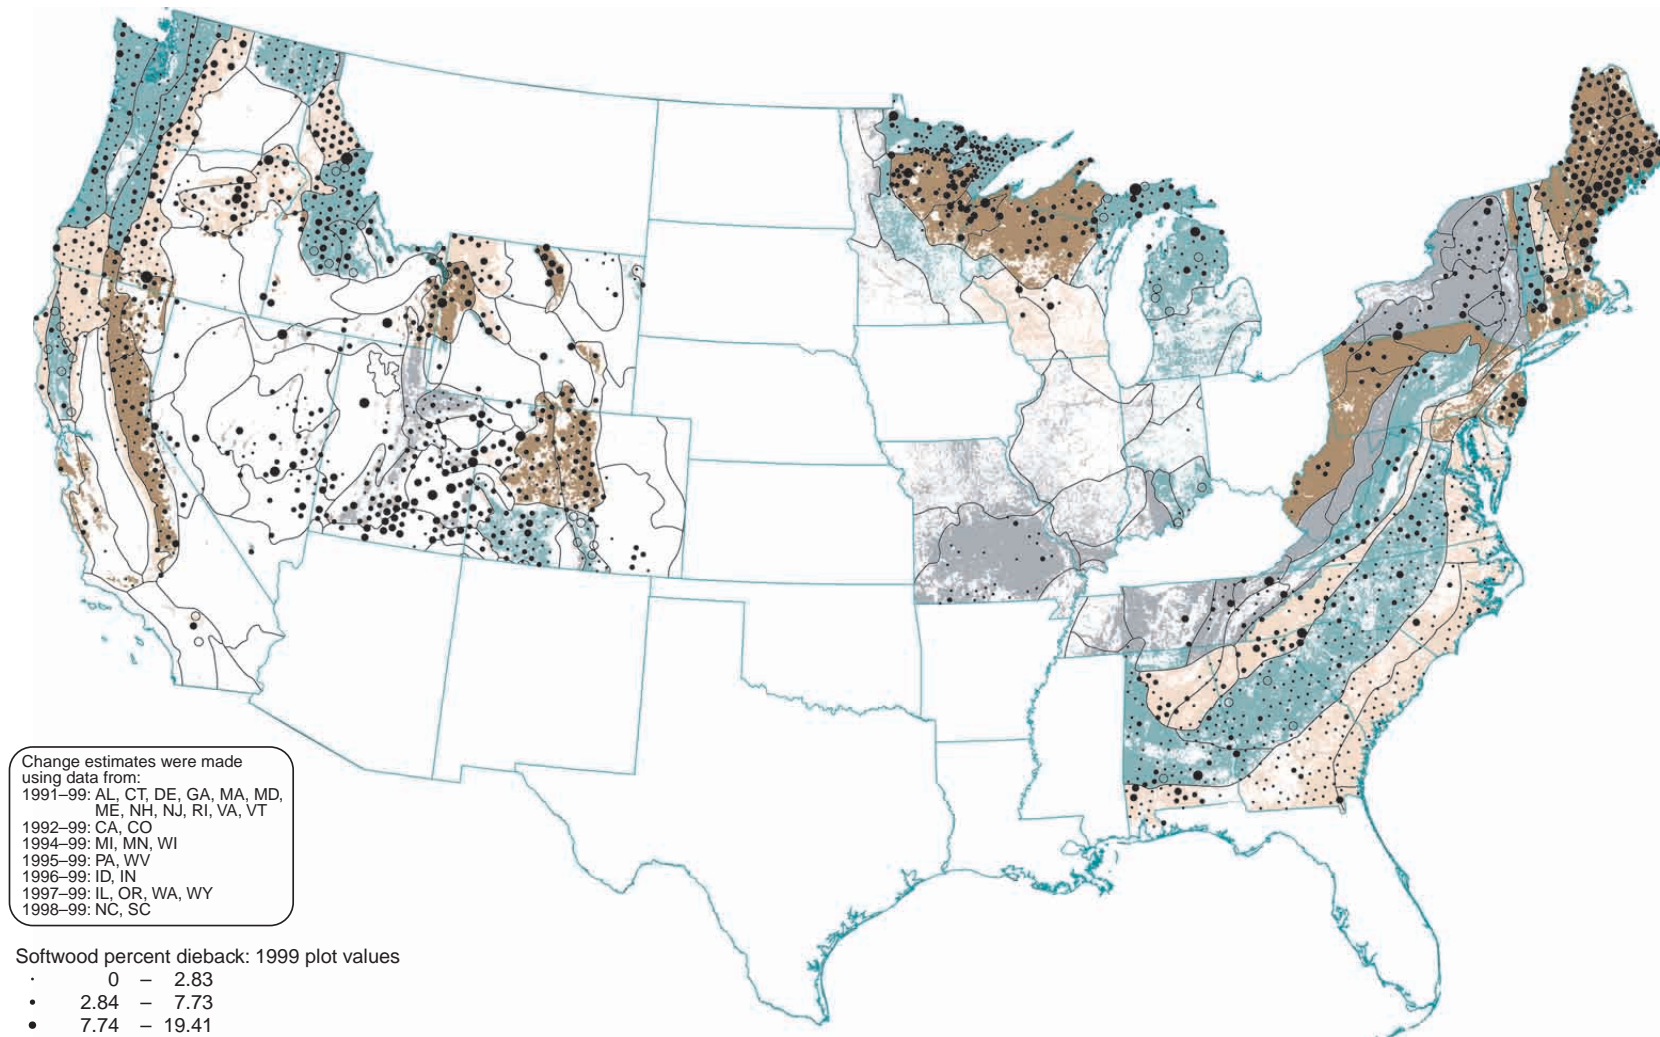 Change estimates were made
using data from:
1991–99: AL, CT, DE, GA, MA, MD,
ME, NH, NJ, RI, VA, VT
1992–99: CA, CO
1994–99: MI, MN, WI
1995–99: PA, WV
1996–99: ID, IN
1997–99: IL, OR, WA, WY
1998–99: NC, SC
Softwood percent dieback: 1999 plot values
0 – 2.83
2.84 – 7.73
7.74 – 19.41